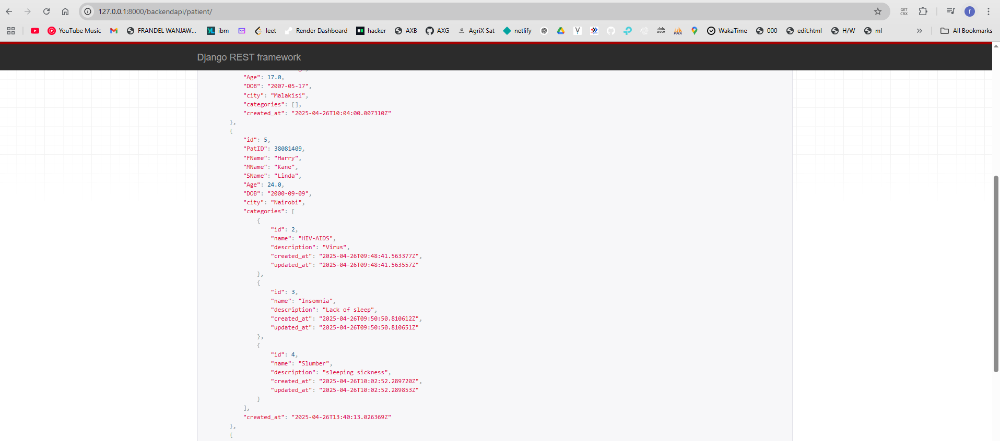 127.0.0.1:8000/backendapi/patient/
GET
CRX
f
YouTube Music
FRANDEL WANJAW...
ibm
leet
Render Dashboard
hacker
AXB
AXG
AgriX Sat
netlify
WakaTime
000
edit.html
H/W
ml
»
All Bookmarks
Django REST framework
"Age": 17.0,
"DOB": "2007-05-17",
"city": "Malakisi",
"categories": [],
"created_at": "2025-04-26T10:04:00.007310Z"
},
{
"id": 5,
"PatID": 38081409,
"FName": "Harry",
"MName": "Kane",
"SName": "Linda",
"Age": 24.0,
"DOB": "2000-09-09",
"city": "Nairobi",
"categories": [
{
"id": 2,
"name": "HIV-AIDS",
"description": "Virus",
"created_at": "2025-04-26T09:48:41.563377Z",
"updated_at": "2025-04-26T09:48:41.563557Z"
},
{
"id": 3,
"name": "Insomnia",
"description": "Lack of sleep",
"created_at": "2025-04-26T09:50:50.810612Z",
"updated_at": "2025-04-26T09:50:50.810651Z"
},
{
"id": 4,
"name": "Slumber",
"description": "sleeping sickness",
"created_at": "2025-04-26T10:02:52.289720Z",
"updated_at": "2025-04-26T10:02:52.289853Z"
}
],
"created_at": "2025-04-26T13:40:13.026369Z"
},
{